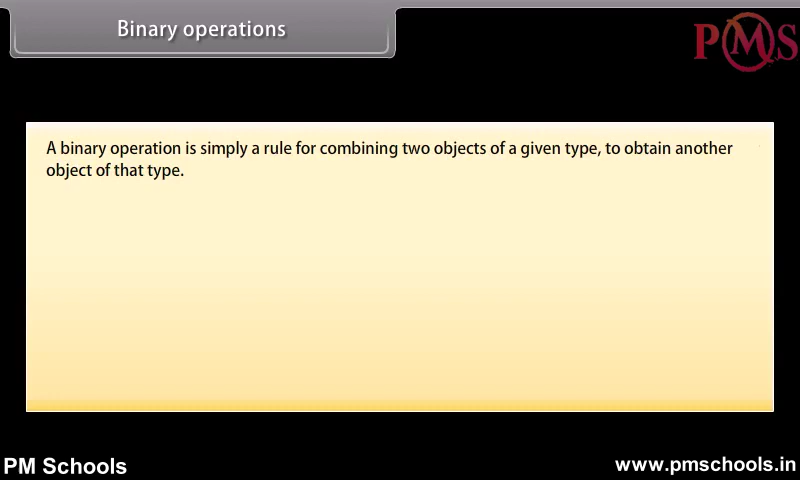 Binary operations
PMS
A binary operation is simply a rule for combining two objects of a given type, to obtain another
object of that type.
PM Schools
www.pmschools.in